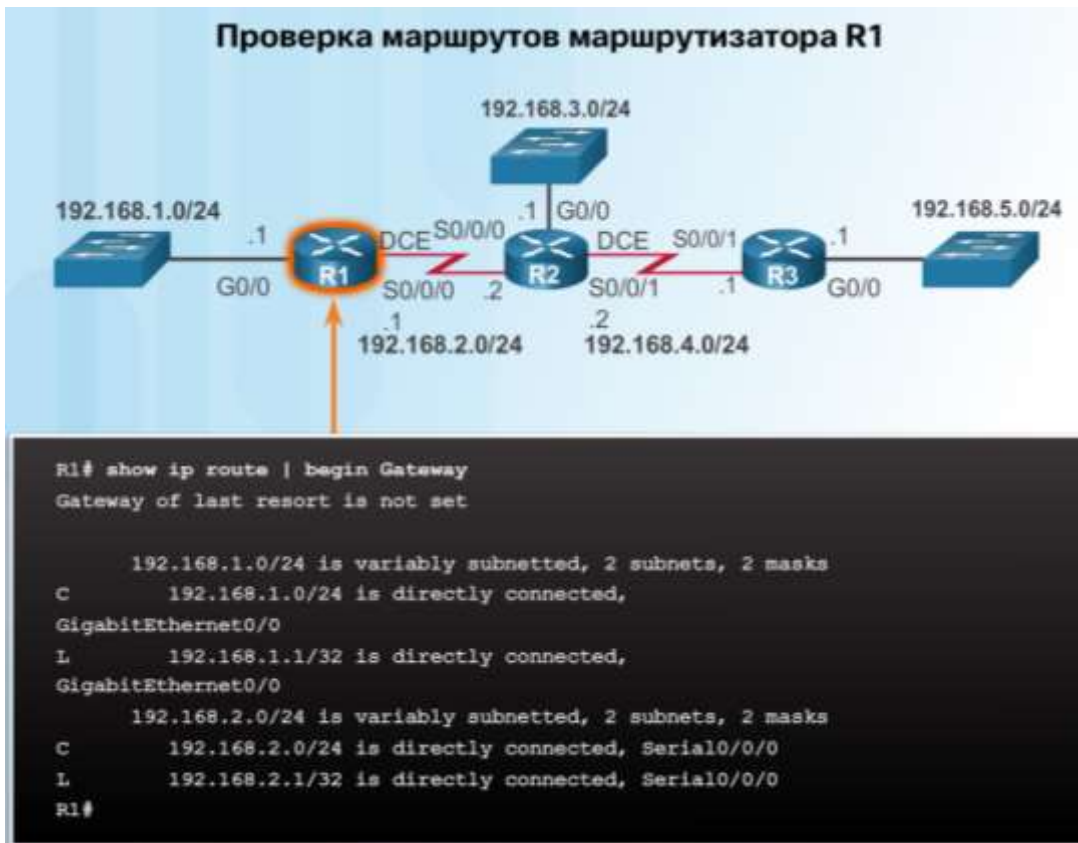 Проверка маршрутов маршрутизатора R1
192.168.3.0/24
192.168.1.0/24
192.168.5.0/24
.1
G0/0
R1
DCE
S0/0/0
S0/0/0
.1
.2
192.168.2.0/24
.1
G0/0
R2
DCE
S0/0/1
S0/0/1
.2
.1
192.168.4.0/24
R3
.1
G0/0
R1# show ip route | begin Gateway
Gateway of last resort is not set
192.168.1.0/24 is variably subnetted, 2 subnets, 2 masks
C 192.168.1.0/24 is directly connected,
GigabitEthernet0/0
L 192.168.1.1/32 is directly connected,
GigabitEthernet0/0
192.168.2.0/24 is variably subnetted, 2 subnets, 2 masks
C 192.168.2.0/24 is directly connected, Serial0/0/0
L 192.168.2.1/32 is directly connected, Serial0/0/0
R1#